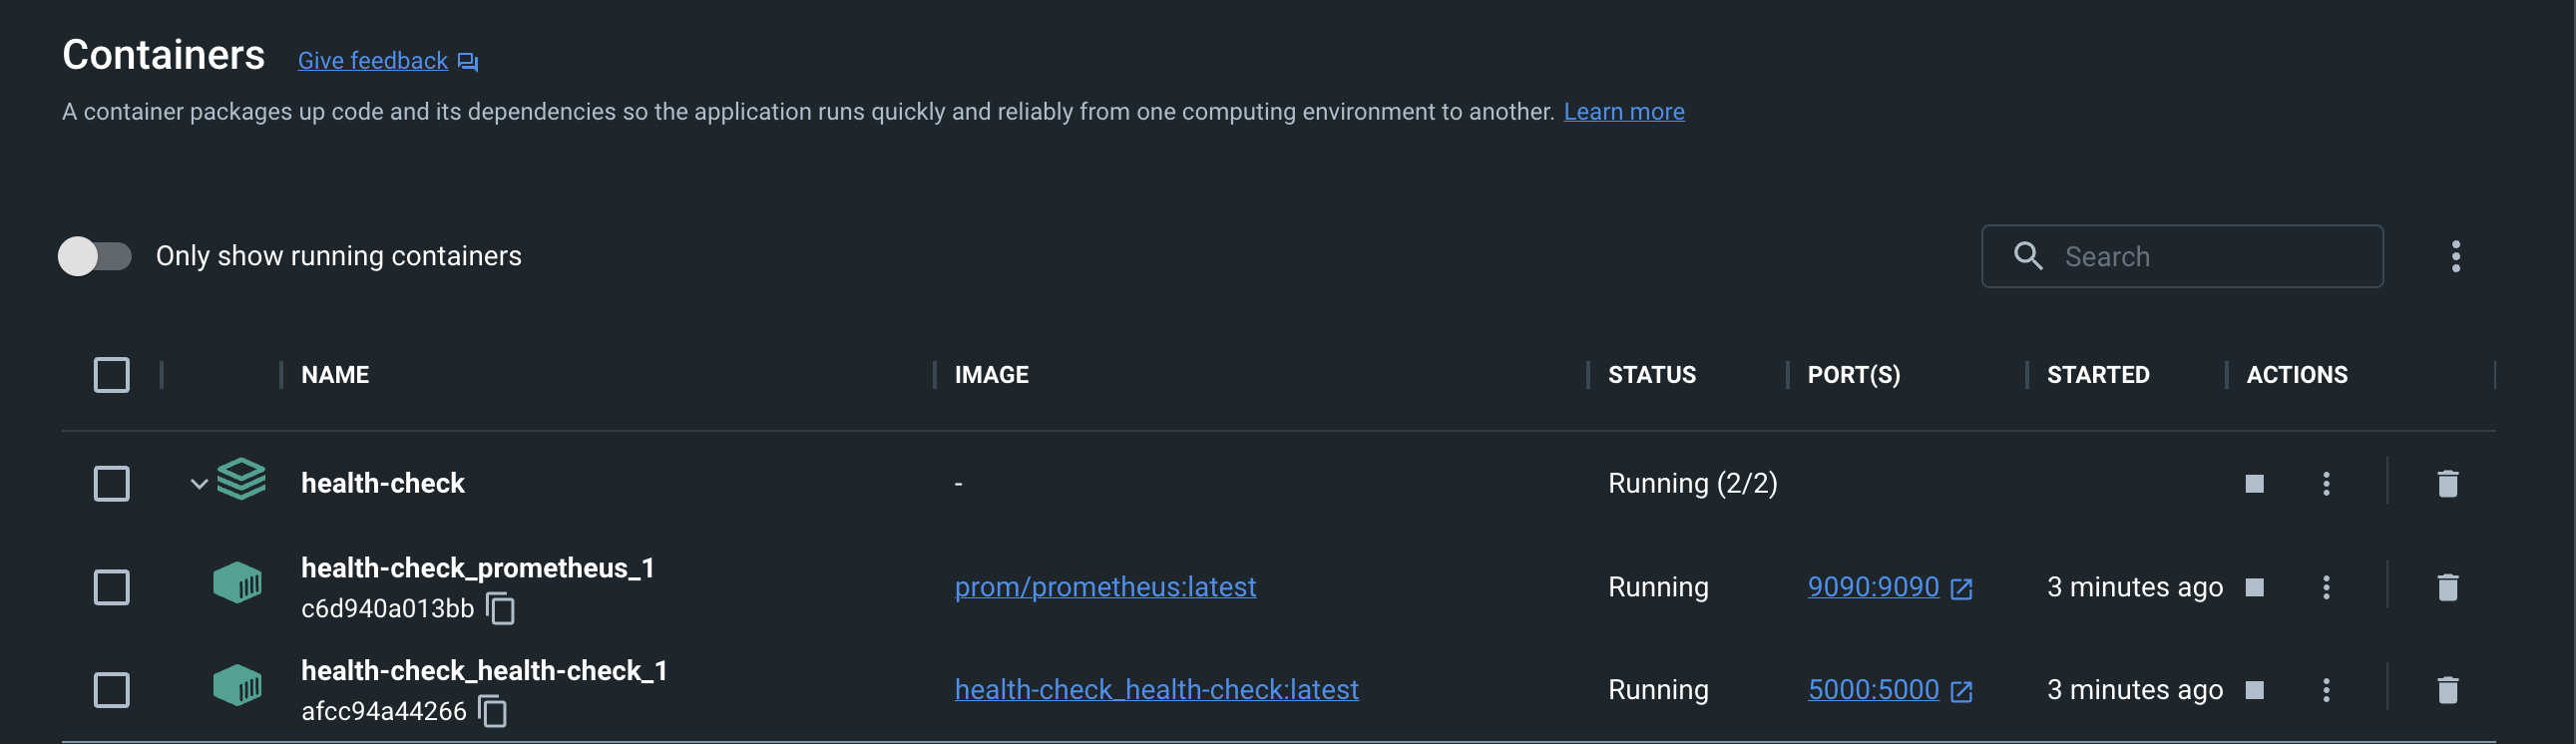 Containers Give feedback
A container packages up code and its dependencies so the application runs quickly and reliably from one computing environment to another. Learn more
Only show running containers Search
NAME IMAGE STATUS PORT(S) STARTED ACTIONS
health-check - Running (2/2)
health-check_prometheus_1
c6d940a013bb prom/prometheus:latest Running 9090:9090 3 minutes ago
health-check_health-check_1
afcc94a44266 health-check_health-check:latest Running 5000:5000 3 minutes ago